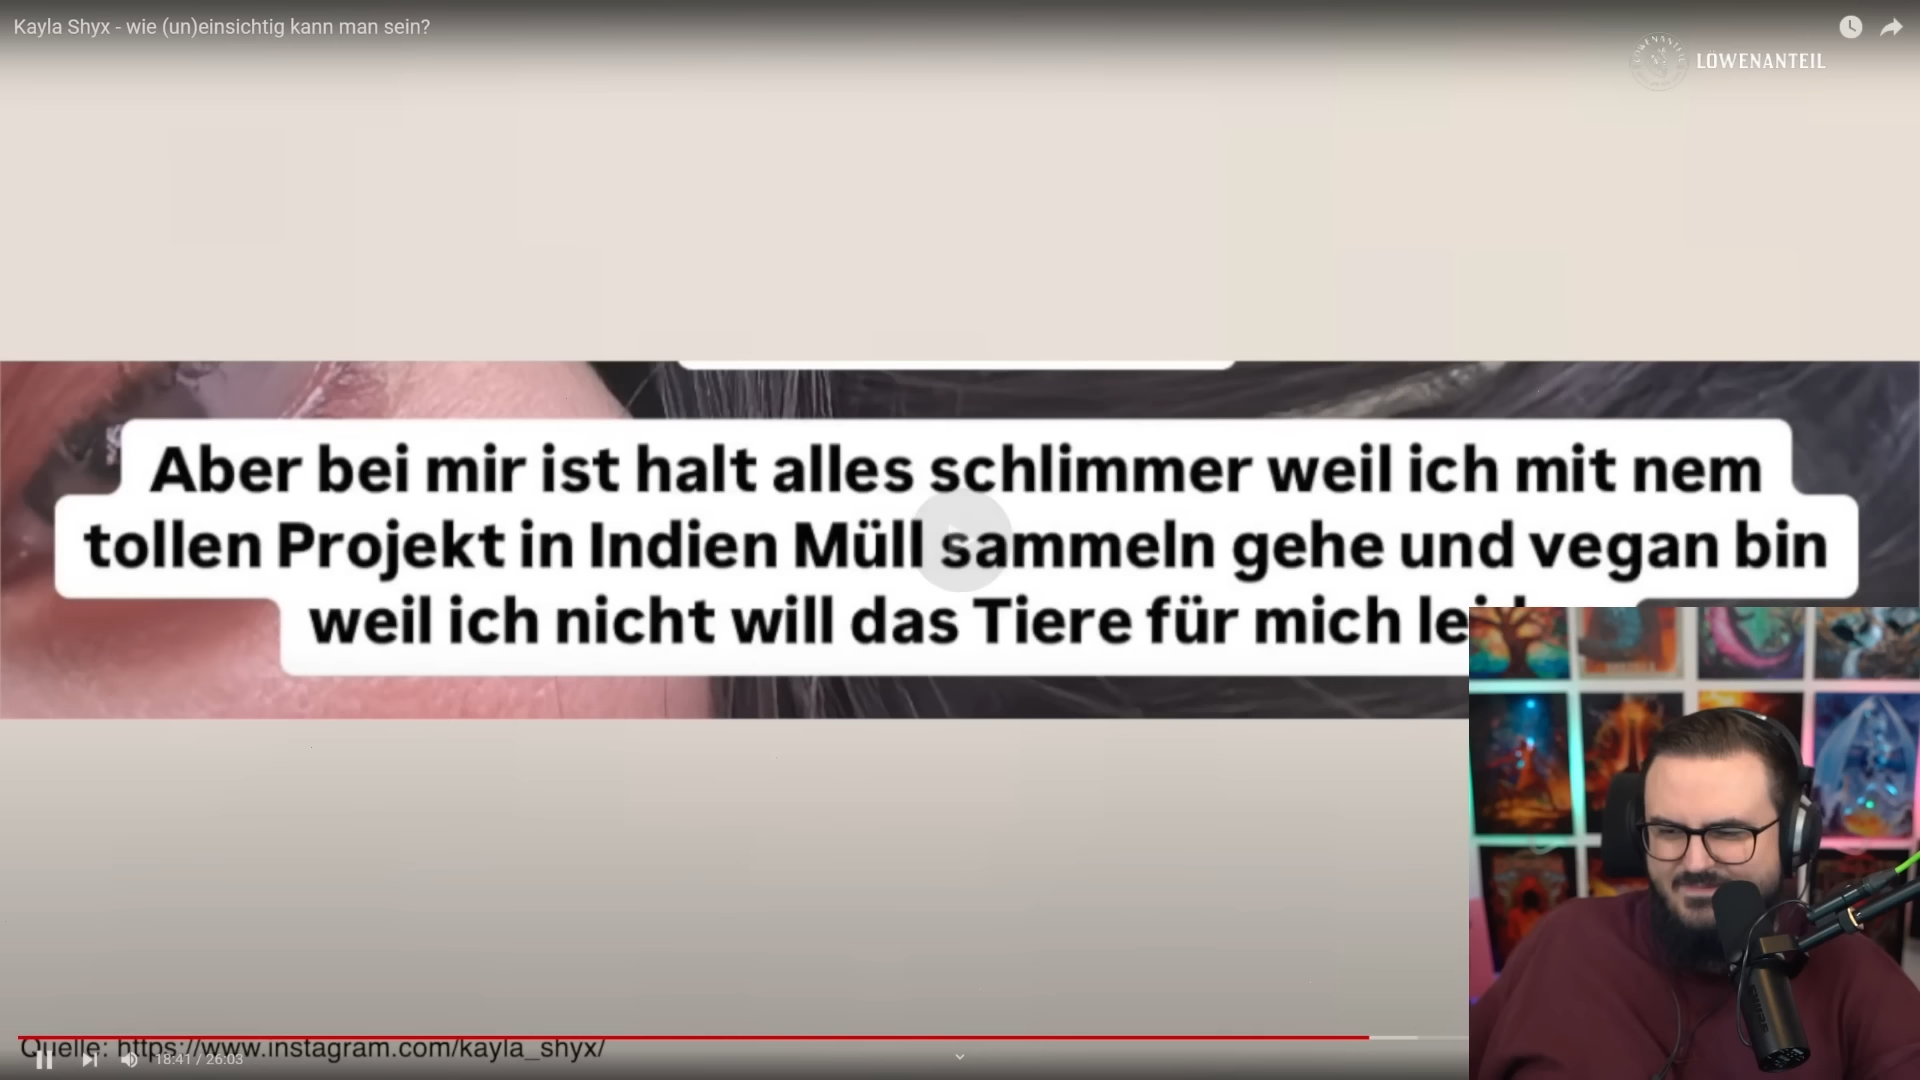 Kayla Shyx - wie (un)einsichtig kann man sein?
LÖWENANTEIL
Aber bei mir ist halt alles schlimmer weil ich mit nem
tollen Projekt in Indien Müll sammeln gehe und vegan bin
weil ich nicht will das Tiere für mich
Quelle: https://www.instagram.com/kayla_shyx/
18:41 / 26:03